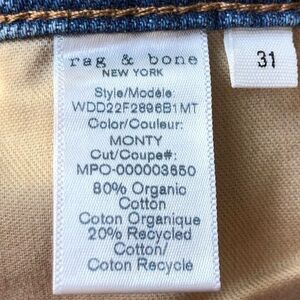 rag & bone
NEW YORK
Style/Modèle
WDD22F2896B1MT
Color/Couleur:
MONTY
Cut/Coupe#:
MPO-000003650
80% Organic
Cotton
Coton Organique
20% Recycled
Cotton/
Coton Recycle
31